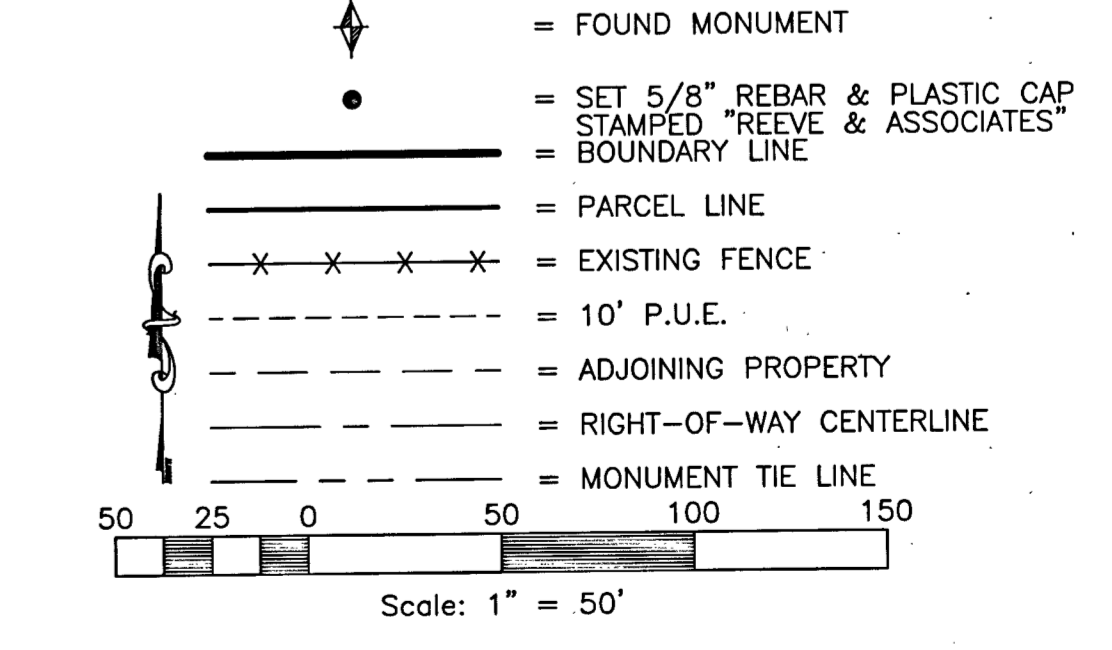 = FOUND MONUMENT
= SET 5/8" REBAR & PLASTIC CAP
STAMPED "REEVE & ASSOCIATES"
= BOUNDARY LINE
= PARCEL LINE
= EXISTING FENCE
= 10' P.U.E.
= ADJOINING PROPERTY
= RIGHT-OF-WAY CENTERLINE
= MONUMENT TIE LINE
50 25 0 50 100 150
Scale: 1" = 50'